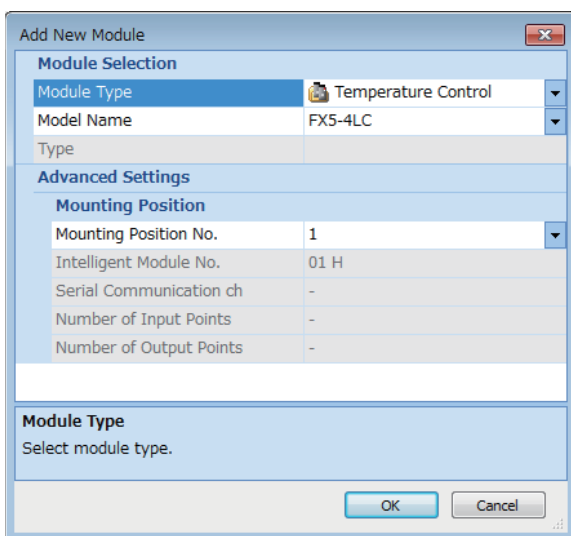 Add New Module
Module Selection
Module Type Temperature Control
Model Name FX5-4LC
Type
Advanced Settings
Mounting Position
Mounting Position No. 1
Intelligent Module No. 01 H
Serial Communication ch -
Number of Input Points -
Number of Output Points -
Module Type
Select module type.
OK Cancel